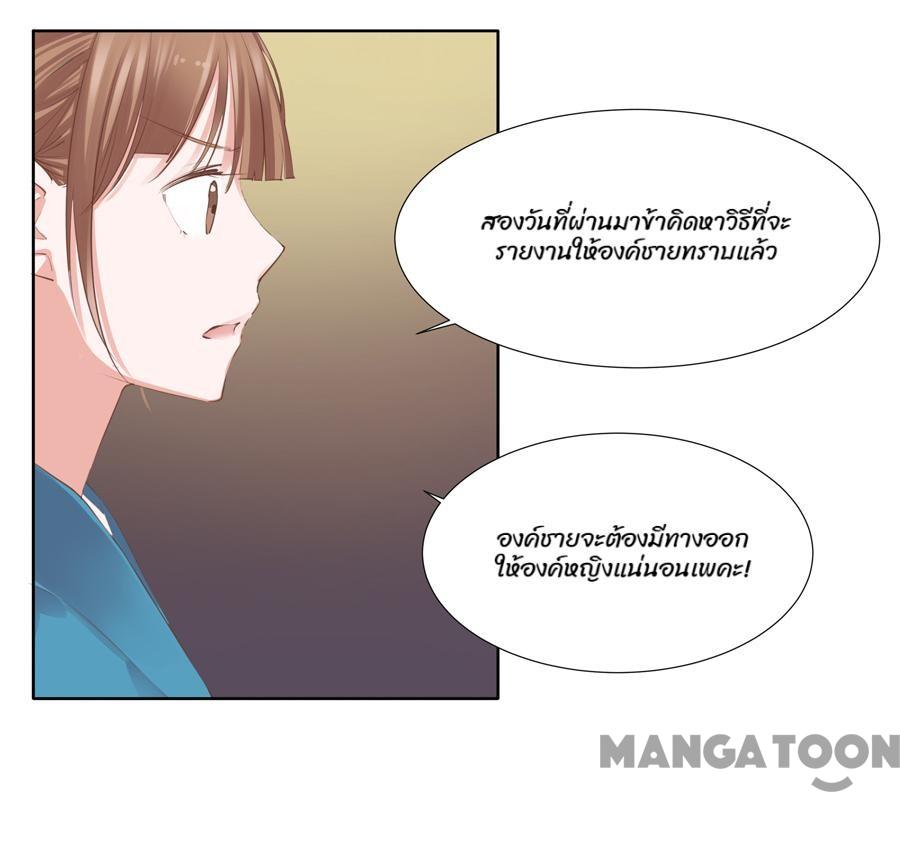 สองวันที่ผ่านมาข้าคิดหาวิธีที่จะ
รายงานให้องค์ชายทราบแล้ว
องค์ชายจะต้องมีทางออก
ให้องค์หญิงแน่นอนเพคะ!
MANGATOON